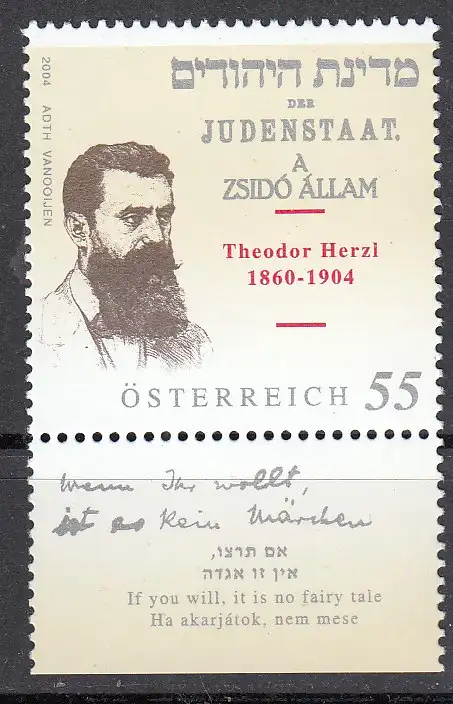 מדינת היהודים
DER
JUDENSTAAT.
A
ZSIDÓ ÁLLAM
Theodor Herzl
1860-1904
2004 ADTH VANOOIJEN
ÖSTERREICH 55
Wenn Ihr wollt,
ist es kein Märchen
אם תרצו,
אין זו אגדה
If you will, it is no fairy tale
Ha akarjátok, nem mese